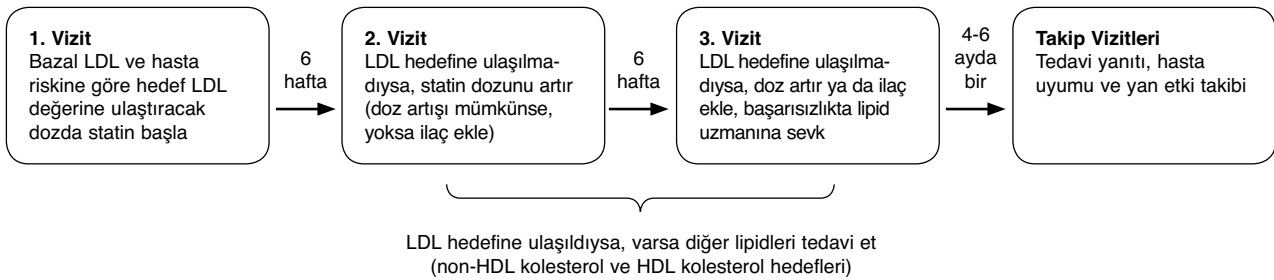 1. Vizit
Bazal LDL ve hasta
riskine göre hedef LDL
değerine ulaştıracak
dozda statin başla
6
hafta
2. Vizit
LDL hedefine ulaşılma-
dıysa, statin dozunu artır
(doz artışı mümkünse,
yoksa ilaç ekle)
6
hafta
3. Vizit
LDL hedefine ulaşılma-
dıysa, doz artır ya da ilaç
ekle, başarısızlıkta lipid
uzmanına sevk
4-6
ayda
bir
Takip Vizitleri
Tedavi yanıtı, hasta
uyumu ve yan etki takibi
LDL hedefine ulaşıldıysa, varsa diğer lipidleri tedavi et
(non-HDL kolesterol ve HDL kolesterol hedefleri)